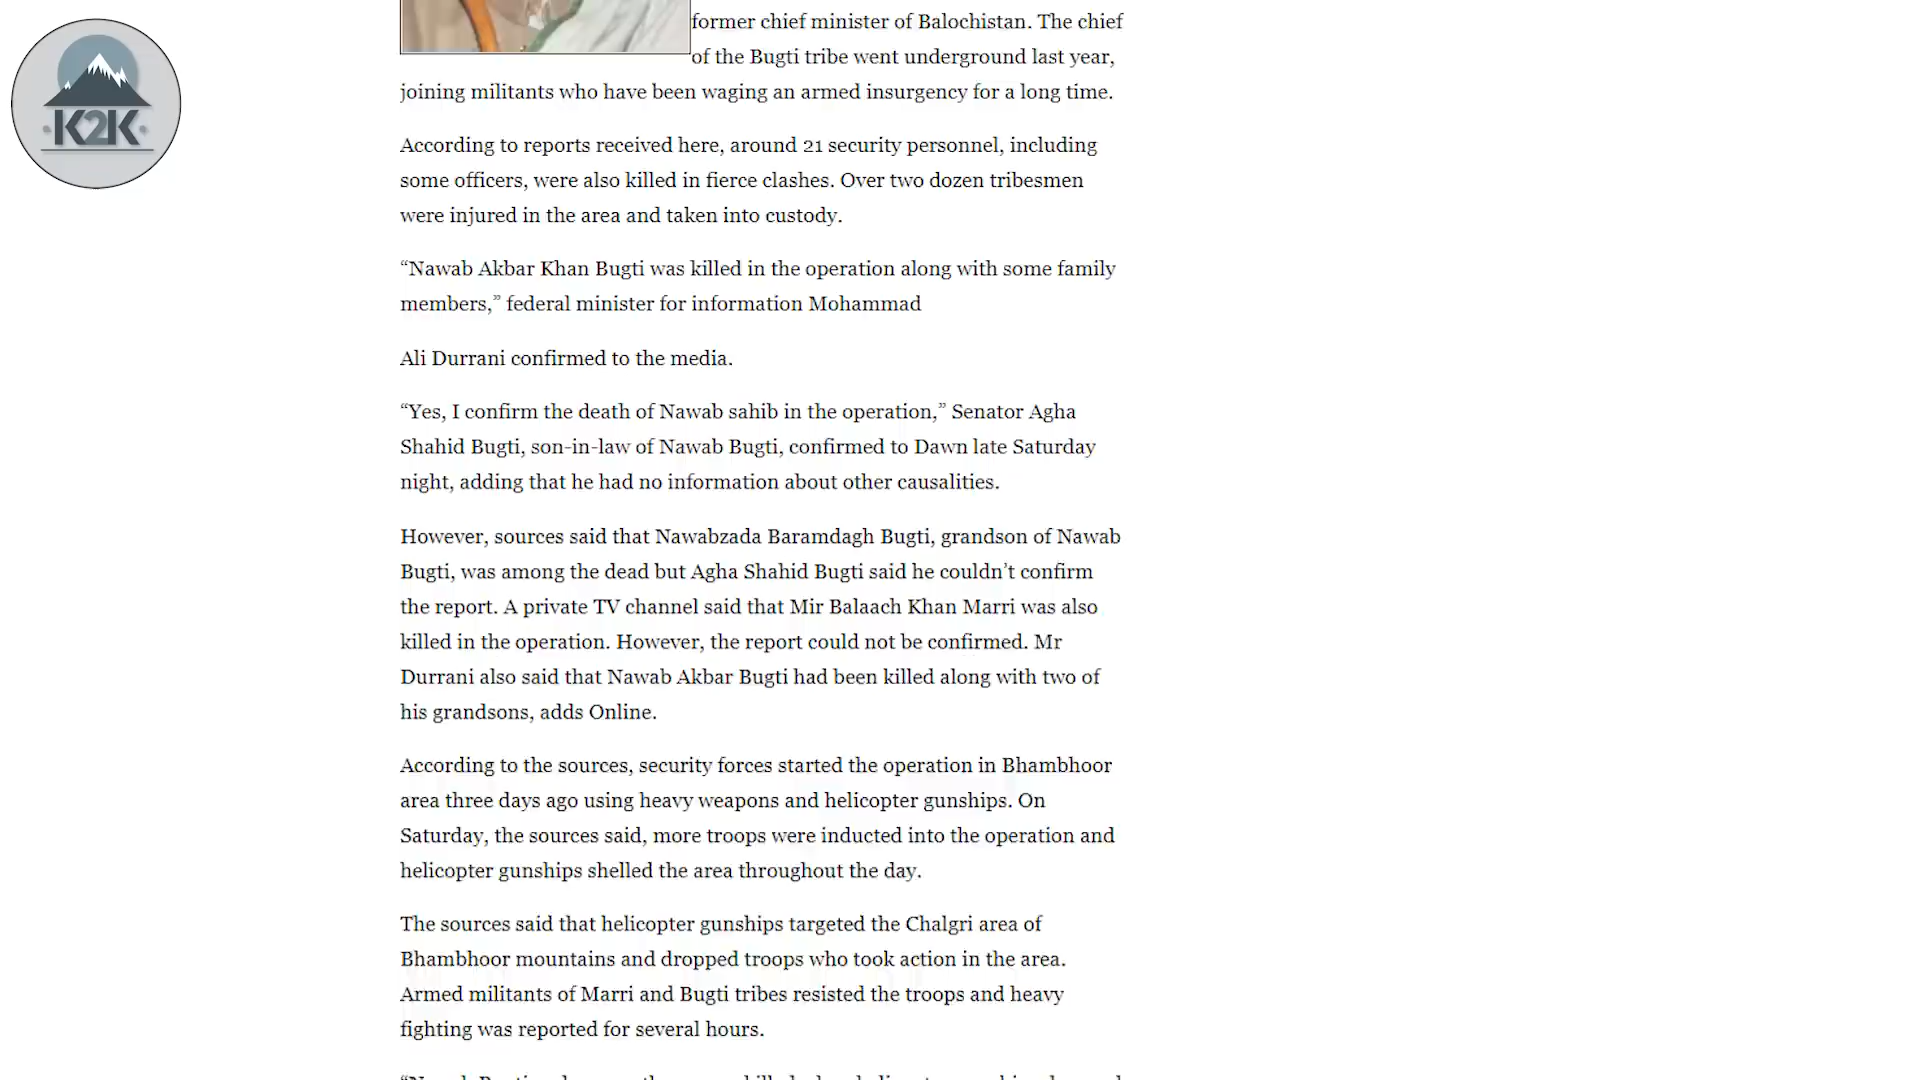 K2K
former chief minister of Balochistan. The chief
of the Bugti tribe went underground last year,
joining militants who have been waging an armed insurgency for a long time.
According to reports received here, around 21 security personnel, including
some officers, were also killed in fierce clashes. Over two dozen tribesmen
were injured in the area and taken into custody.
“Nawab Akbar Khan Bugti was killed in the operation along with some family
members,” federal minister for information Mohammad
Ali Durrani confirmed to the media.
“Yes, I confirm the death of Nawab sahib in the operation,” Senator Agha
Shahid Bugti, son-in-law of Nawab Bugti, confirmed to Dawn late Saturday
night, adding that he had no information about other causalities.
However, sources said that Nawabzada Baramdagh Bugti, grandson of Nawab
Bugti, was among the dead but Agha Shahid Bugti said he couldn’t confirm
the report. A private TV channel said that Mir Balaach Khan Marri was also
killed in the operation. However, the report could not be confirmed. Mr
Durrani also said that Nawab Akbar Bugti had been killed along with two of
his grandsons, adds Online.
According to the sources, security forces started the operation in Bhambhoor
area three days ago using heavy weapons and helicopter gunships. On
Saturday, the sources said, more troops were inducted into the operation and
helicopter gunships shelled the area throughout the day.
The sources said that helicopter gunships targeted the Chalgri area of
Bhambhoor mountains and dropped troops who took action in the area.
Armed militants of Marri and Bugti tribes resisted the troops and heavy
fighting was reported for several hours.